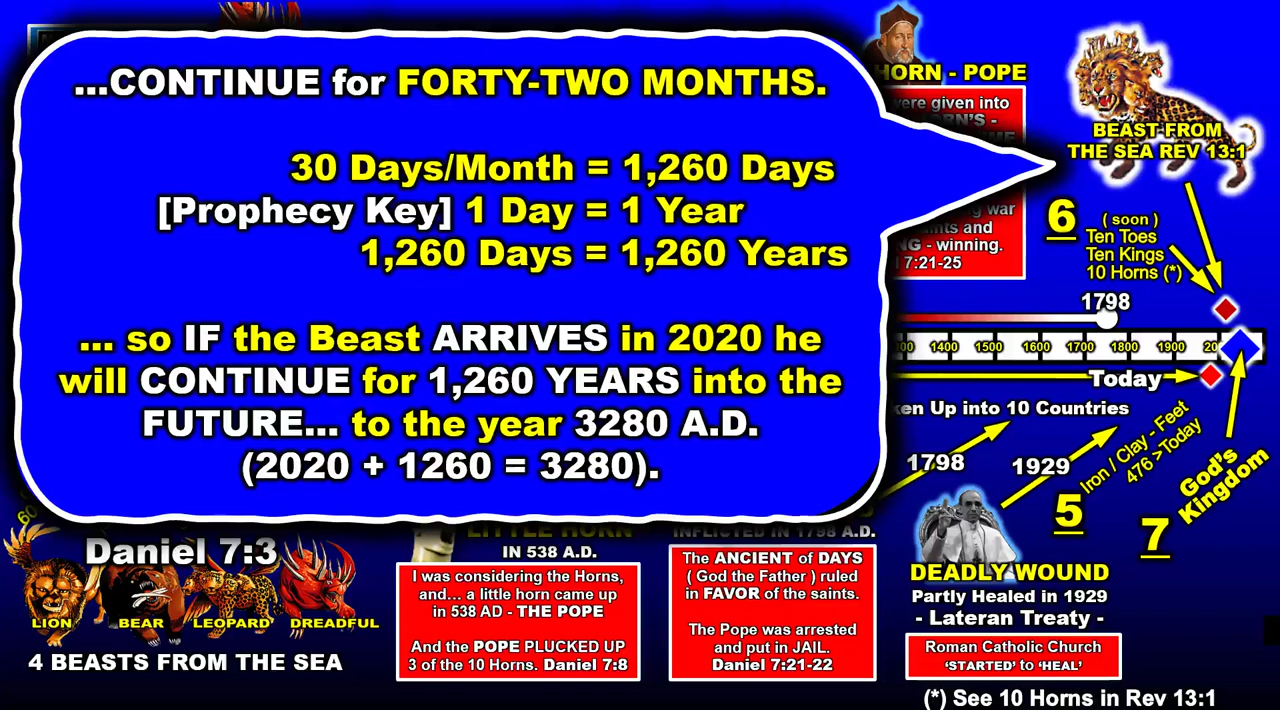 ...CONTINUE for FORTY-TWO MONTHS.
30 Days/Month = 1,260 Days
[Prophecy Key] 1 Day = 1 Year
1,260 Days = 1,260 Years
... so IF the Beast ARRIVES in 2020 he
will CONTINUE for 1,260 YEARS into the
FUTURE... to the year 3280 A.D.
(2020 + 1260 = 3280).
HORN - POPE
were given into
war
and
- winning.
7:21-25
BEAST FROM
THE SEA REV 13:1
6
( soon )
Ten Toes
Ten Kings
10 Horns (*)
1798
1400 1500 1600 1700 1800 1900
Today
Up into 10 Countries
1798
1929
5
Iron / Clay - Feet
476 > Today
7
God's
Kingdom
Daniel 7:3
LION
BEAR
LEOPARD
DREADFUL
4 BEASTS FROM THE SEA
LITTLE HORN
IN 538 A.D.
I was considering the Horns,
and... a little horn came up
in 538 AD - THE POPE
And the POPE PLUCKED UP
3 of the 10 Horns. Daniel 7:8
INFLICTED IN 1798 A.D.
The ANCIENT of DAYS
( God the Father ) ruled
in FAVOR of the saints.
The Pope was arrested
and put in JAIL.
Daniel 7:21-22
DEADLY WOUND
Partly Healed in 1929
- Lateran Treaty -
Roman Catholic Church
'STARTED' to 'HEAL'
(*) See 10 Horns in Rev 13:1